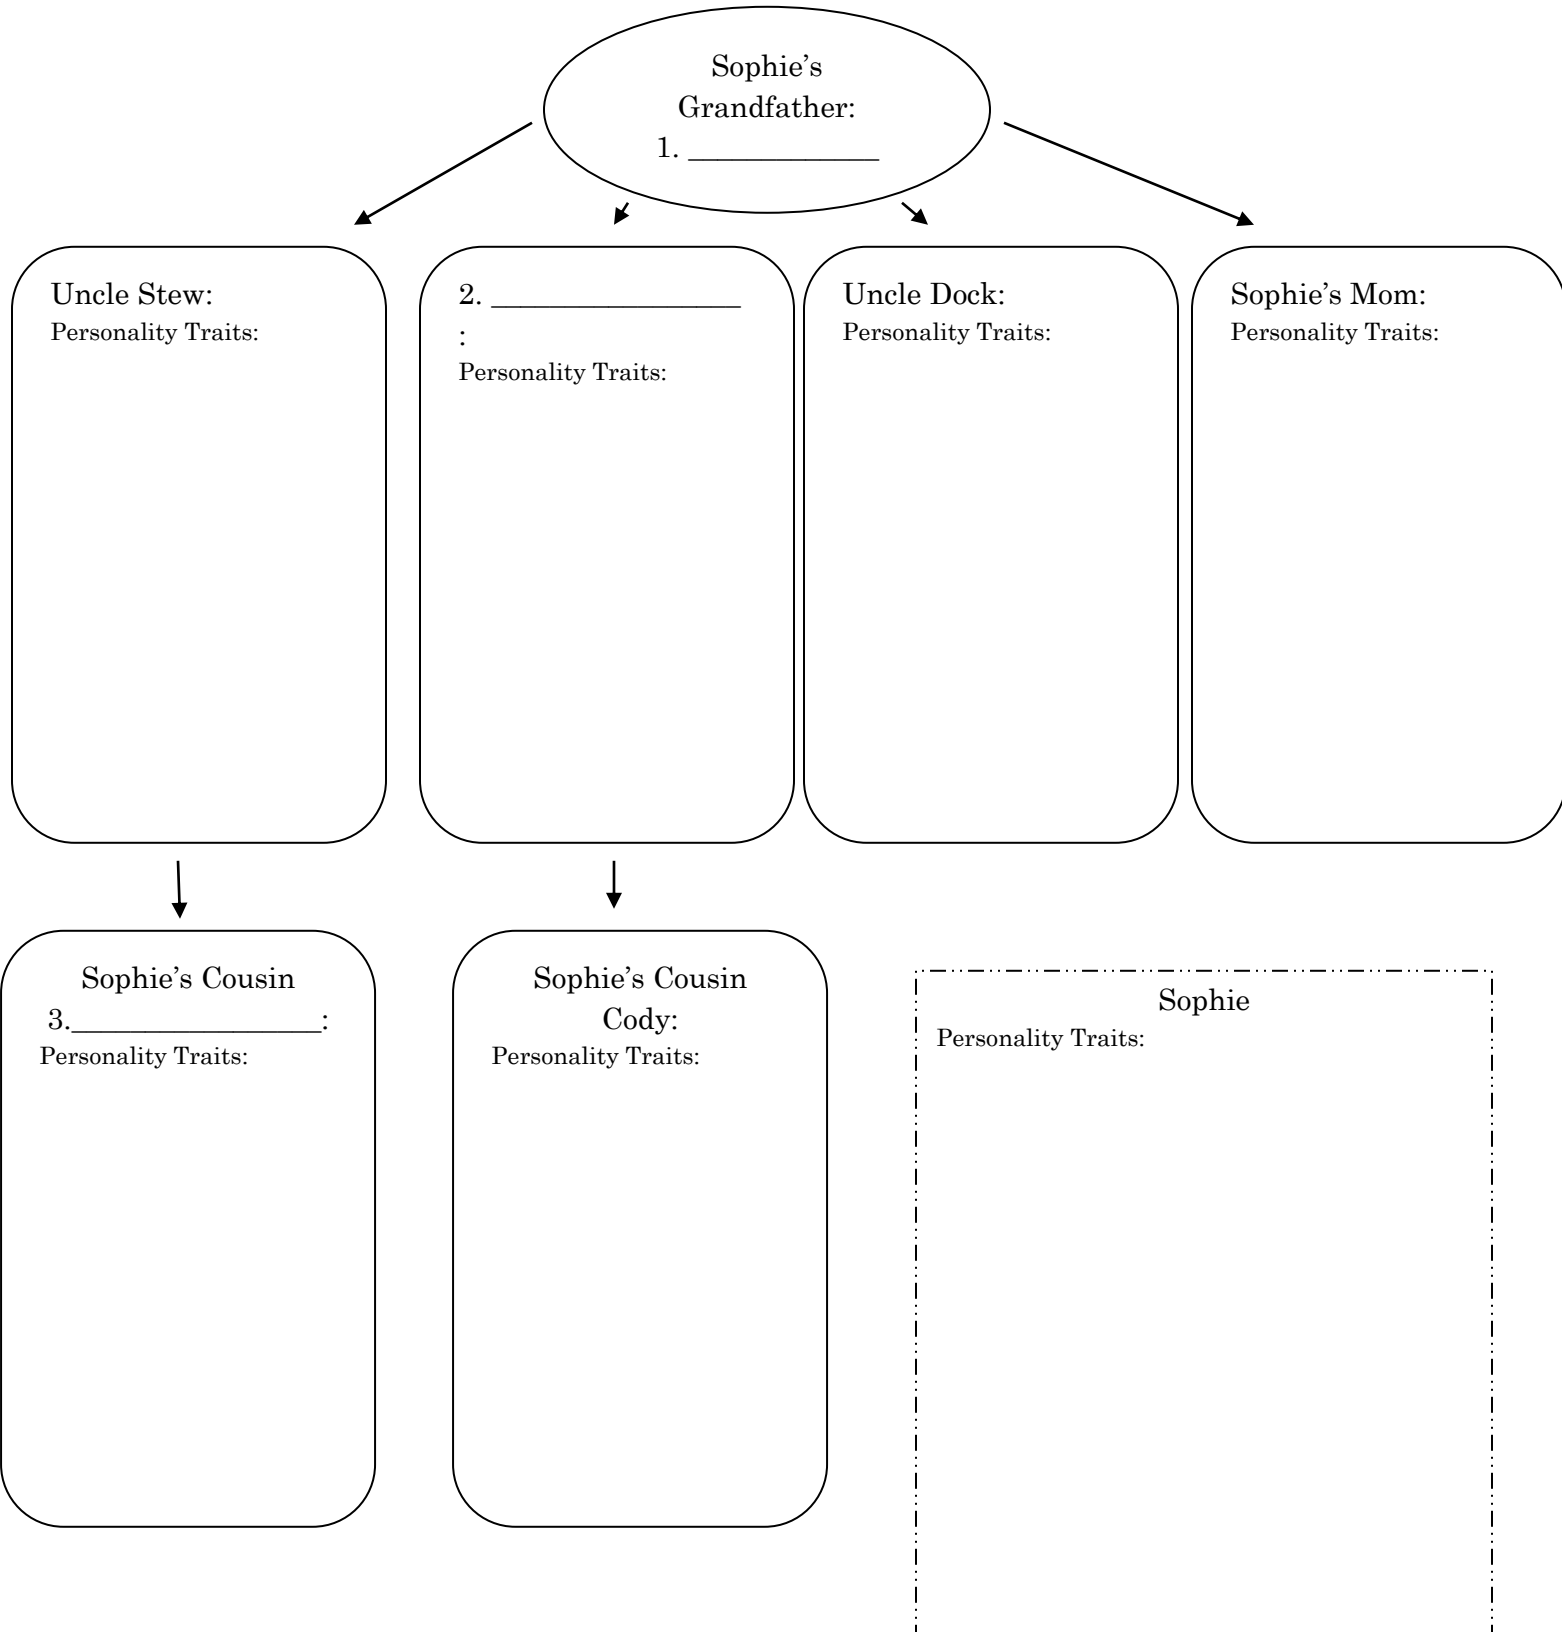 Sophie’s
Grandfather:
1. _____________
Uncle Stew:
Personality Traits:
2. _________________
:
Personality Traits:
Uncle Dock:
Personality Traits:
Sophie’s Mom:
Personality Traits:
Sophie’s Cousin
3._________________:
Personality Traits:
Sophie’s Cousin
Cody:
Personality Traits:
Sophie
Personality Traits: